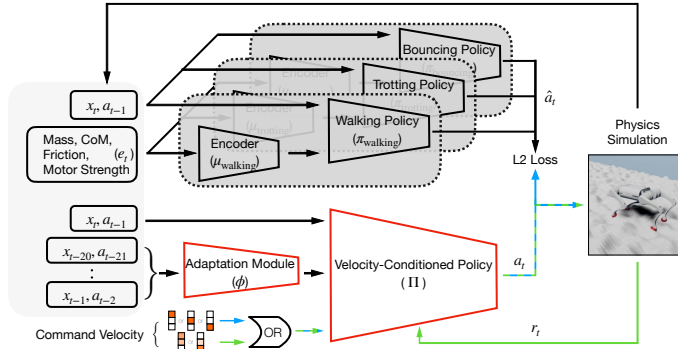 Bouncing Policy
Encoder
Trotting Policy
x_t, a_{t-1}
Encoder
(μ_trotting)
Walking Policy
(π_walking)
â_t
Mass, CoM,
Friction, (e_t)
Motor Strength
Encoder
(μ_walking)
L2 Loss
Physics
Simulation
x_t, a_{t-1}
x_{t-20}, a_{t-21}
:
x_{t-1}, a_{t-2}
Adaptation Module
(ϕ)
Velocity-Conditioned Policy
(Π)
a_t
Command Velocity
OR
r_t